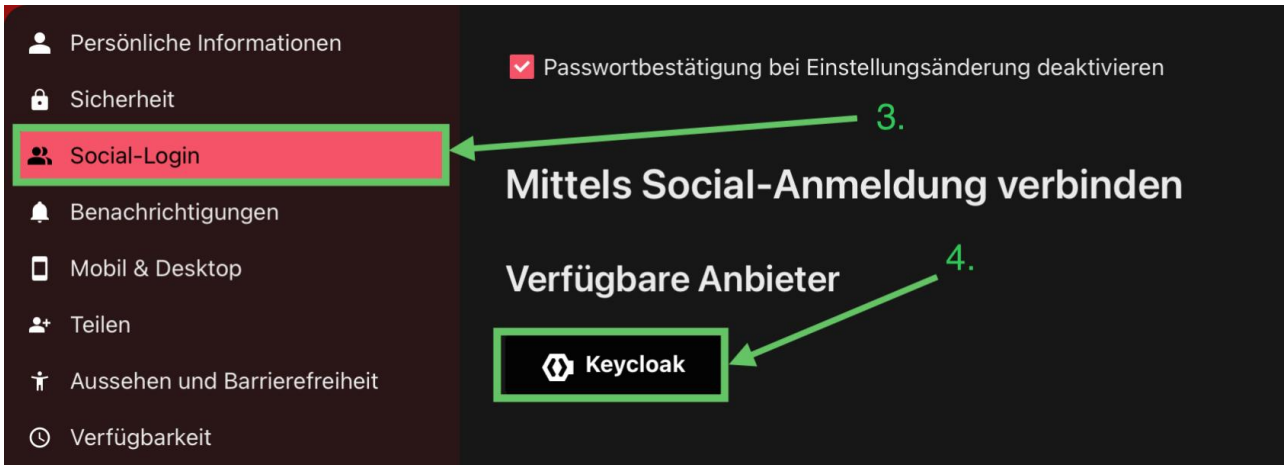 Persönliche Informationen
Sicherheit
Social-Login
Benachrichtigungen
Mobil & Desktop
Teilen
Aussehen und Barrierefreiheit
Verfügbarkeit
Passwortbestätigung bei Einstellungsänderung deaktivieren
3.
Mittels Social-Anmeldung verbinden
4.
Verfügbare Anbieter
Keycloak